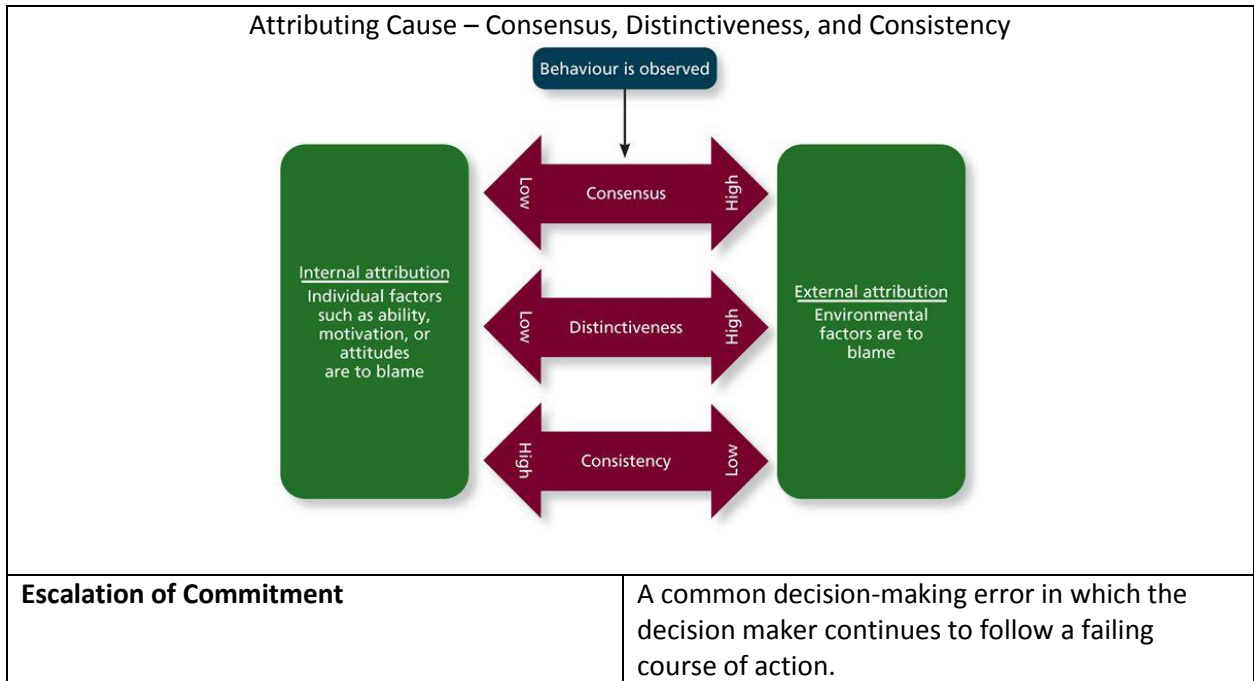 Attributing Cause – Consensus, Distinctiveness, and Consistency
Behaviour is observed
Low
Consensus
High
Internal attribution
Individual factors
such as ability,
motivation, or
attitudes
are to blame
Low
Distinctiveness
High
External attribution
Environmental
factors are to
blame
High
Consistency
Low
Escalation of Commitment
A common decision-making error in which the
decision maker continues to follow a failing
course of action.